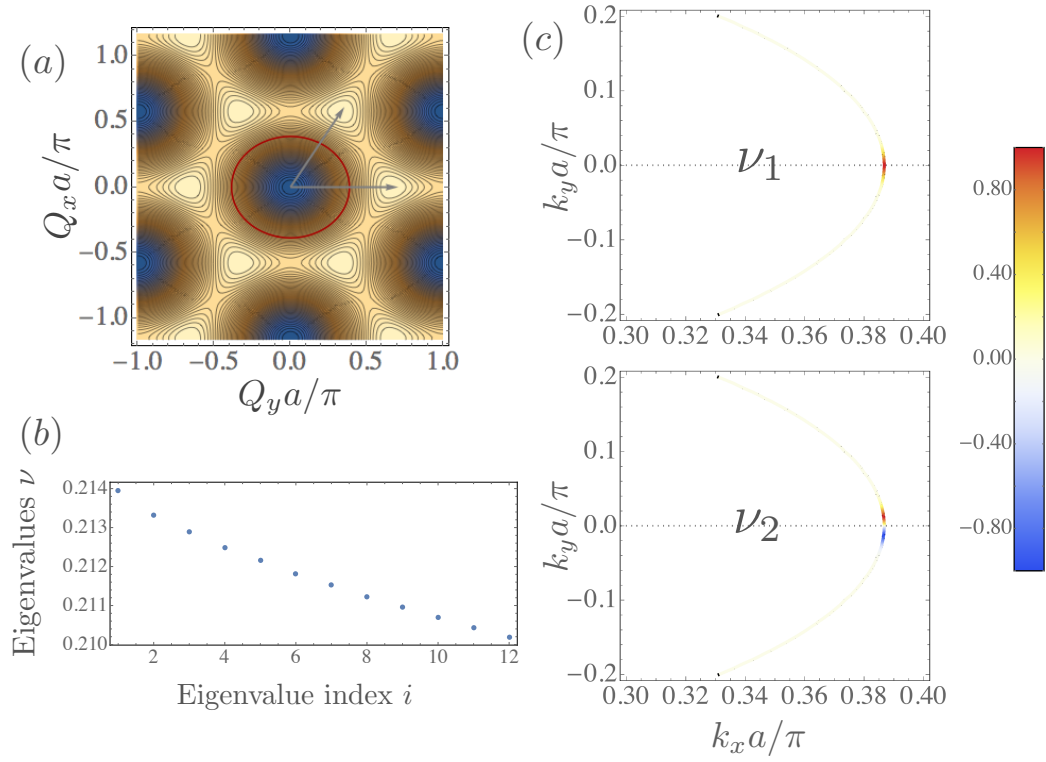 (a)
Q_x a/π
1.0
0.5
0.0
−0.5
−1.0
−1.0 −0.5 0.0 0.5 1.0
Q_y a/π
(b)
Eigenvalues ν
0.214
0.213
0.212
0.211
0.210
2 4 6 8 10 12
Eigenvalue index i
(c)
k_y a/π
0.2
0.1
0.0
−0.1
−0.2
ν_1
0.30 0.32 0.34 0.36 0.38 0.40
k_y a/π
0.2
0.1
0.0
−0.1
−0.2
ν_2
0.30 0.32 0.34 0.36 0.38 0.40
k_x a/π
0.80
0.40
0.00
−0.40
−0.80